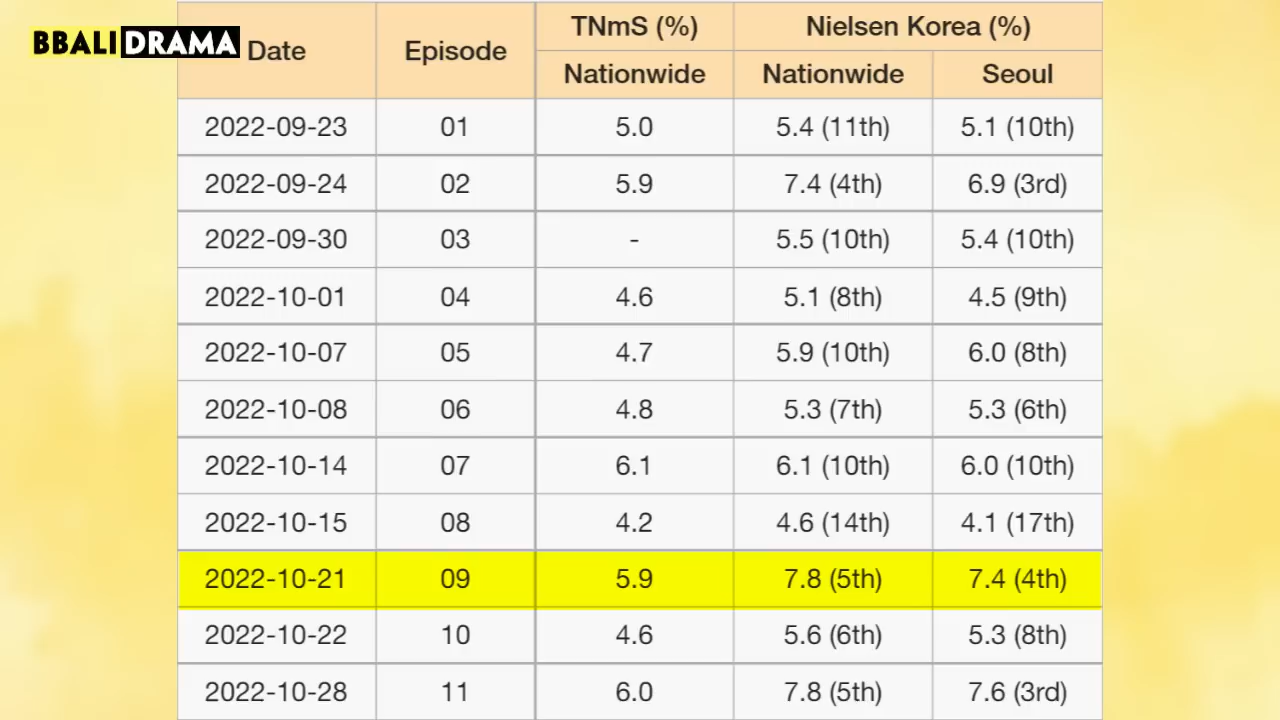 BBALIDRAMA
Date Episode TNmS (%) Nielsen Korea (%)
Nationwide Nationwide Seoul
2022-09-23 01 5.0 5.4 (11th) 5.1 (10th)
2022-09-24 02 5.9 7.4 (4th) 6.9 (3rd)
2022-09-30 03 - 5.5 (10th) 5.4 (10th)
2022-10-01 04 4.6 5.1 (8th) 4.5 (9th)
2022-10-07 05 4.7 5.9 (10th) 6.0 (8th)
2022-10-08 06 4.8 5.3 (7th) 5.3 (6th)
2022-10-14 07 6.1 6.1 (10th) 6.0 (10th)
2022-10-15 08 4.2 4.6 (14th) 4.1 (17th)
2022-10-21 09 5.9 7.8 (5th) 7.4 (4th)
2022-10-22 10 4.6 5.6 (6th) 5.3 (8th)
2022-10-28 11 6.0 7.8 (5th) 7.6 (3rd)